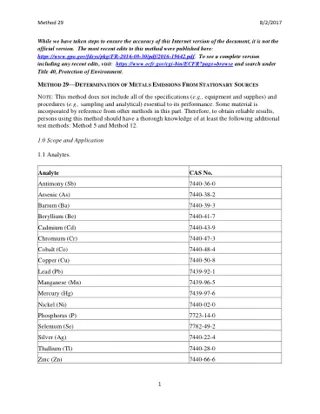 Method 29 8/2/2017
While we have taken steps to ensure the accuracy of this Internet version of the document, it is not the
official version. The most recent edits to this method were published here:
https://www.gpo.gov/fdsys/pkg/FR-2016-08-30/pdf/2016-19642.pdf. To see a complete version
including any recent edits, visit: https://www.ecfr.gov/cgi-bin/ECFR?page=browse and search under
Title 40, Protection of Environment.
METHOD 29—DETERMINATION OF METALS EMISSIONS FROM STATIONARY SOURCES
NOTE: This method does not include all of the specifications (e.g., equipment and supplies) and
procedures (e.g., sampling and analytical) essential to its performance. Some material is
incorporated by reference from other methods in this part. Therefore, to obtain reliable results,
persons using this method should have a thorough knowledge of at least the following additional
test methods: Method 5 and Method 12.
1.0 Scope and Application
1.1 Analytes.
Analyte CAS No.
Antimony (Sb) 7440-36-0
Arsenic (As) 7440-38-2
Barium (Ba) 7440-39-3
Beryllium (Be) 7440-41-7
Cadmium (Cd) 7440-43-9
Chromium (Cr) 7440-47-3
Cobalt (Co) 7440-48-4
Copper (Cu) 7440-50-8
Lead (Pb) 7439-92-1
Manganese (Mn) 7439-96-5
Mercury (Hg) 7439-97-6
Nickel (Ni) 7440-02-0
Phosphorus (P) 7723-14-0
Selenium (Se) 7782-49-2
Silver (Ag) 7440-22-4
Thallium (Tl) 7440-28-0
Zinc (Zn) 7440-66-6
1